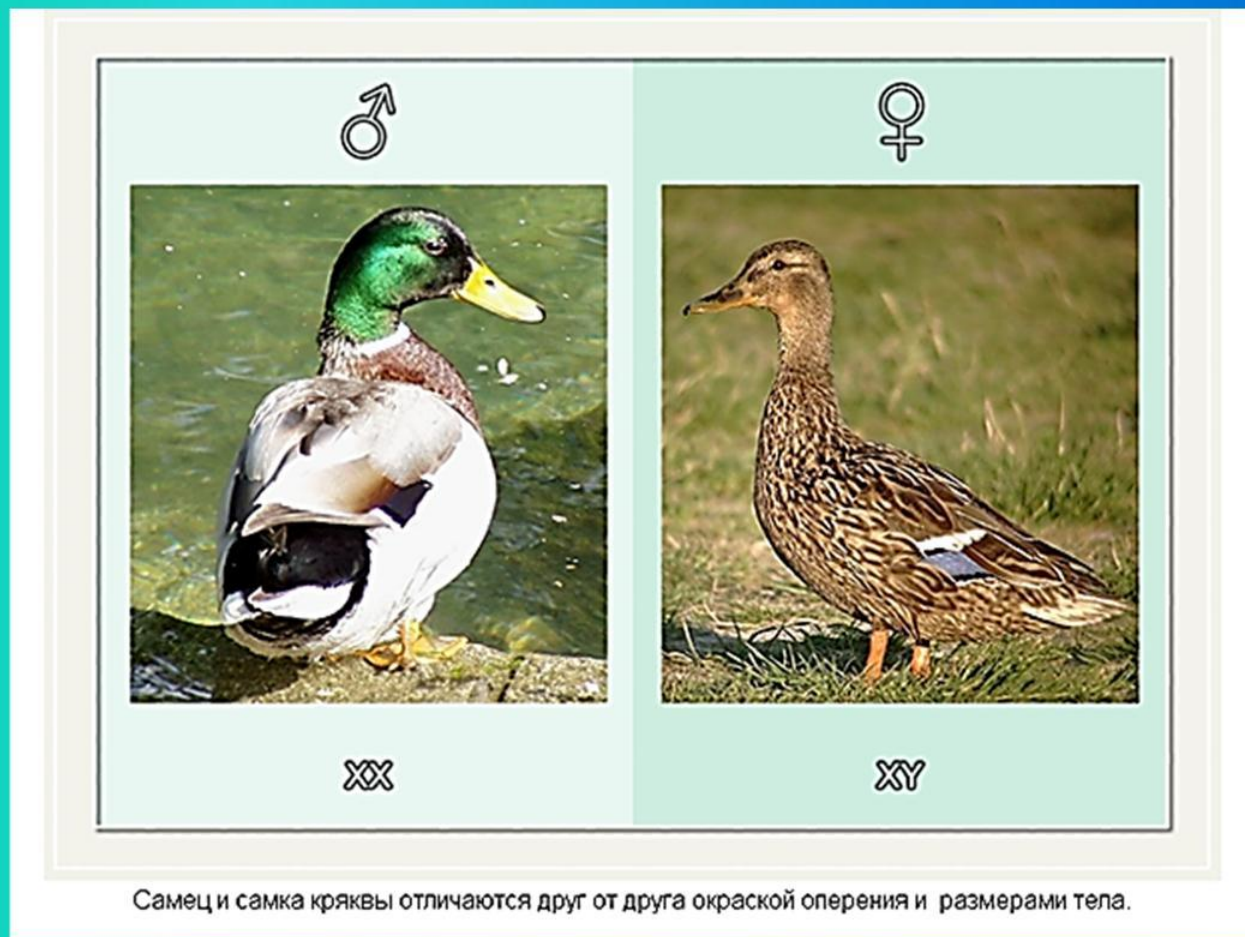 ♂ ♀
XX XY
Самец и самка кряквы отличаются друг от друга окраской оперения и размерами тела.